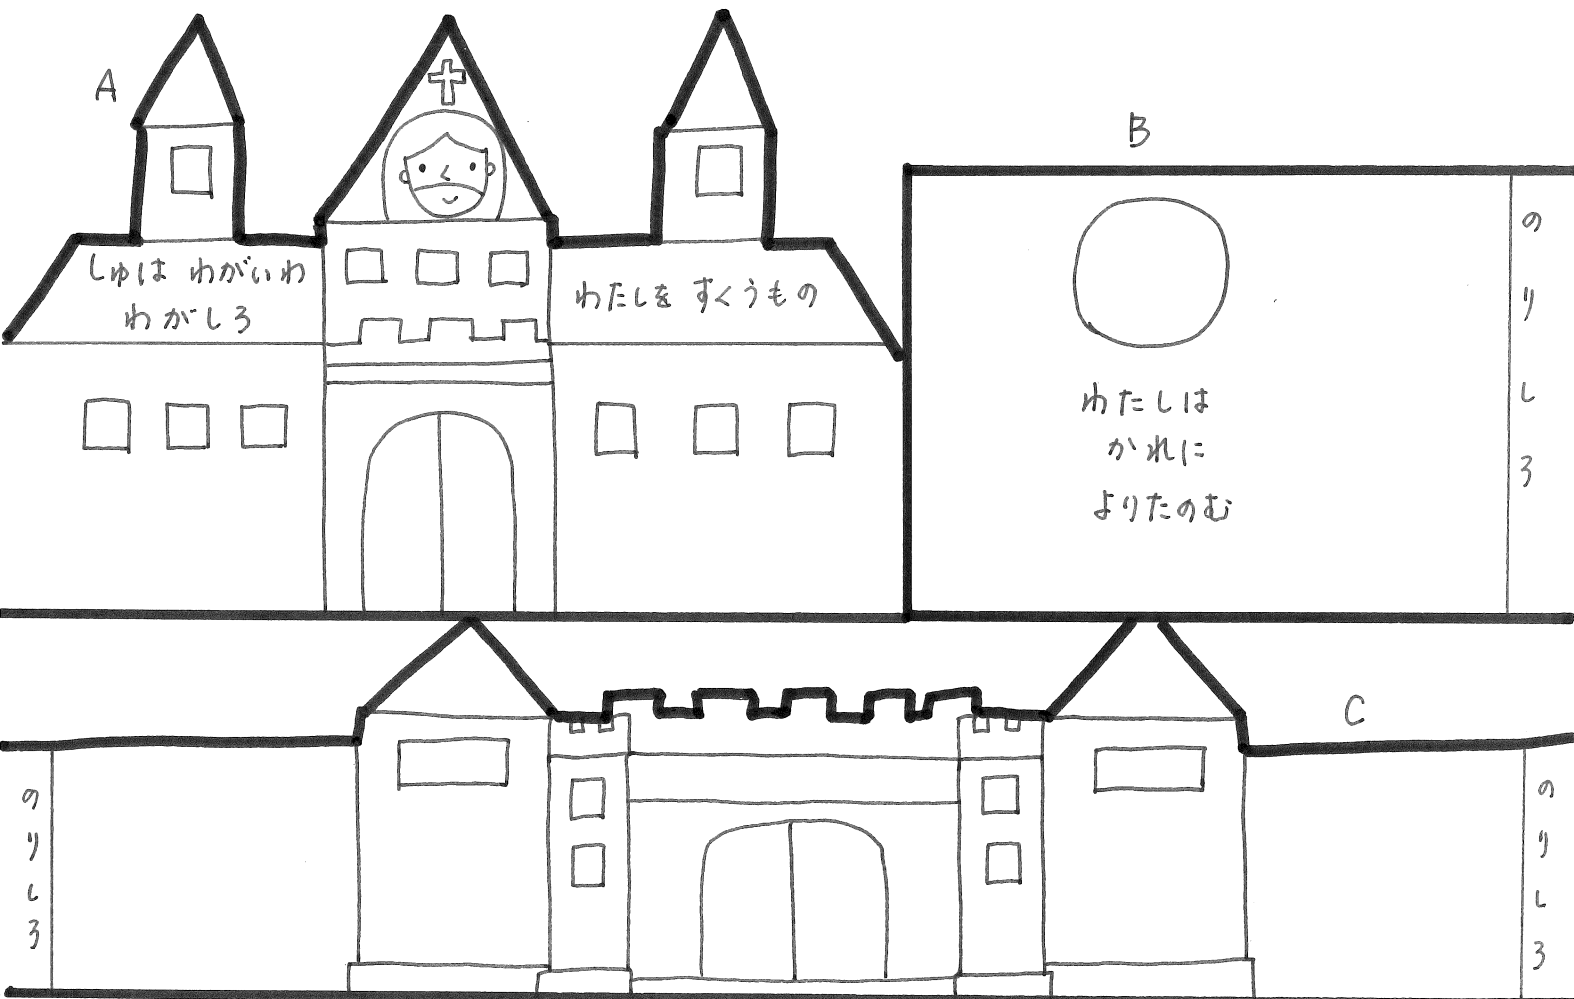 A
しゅは わがいわ
わがしろ
わたしを すくうもの
B
わたしは
かれに
よりたのむ
のりしろ
C
のりしろ
のりしろ